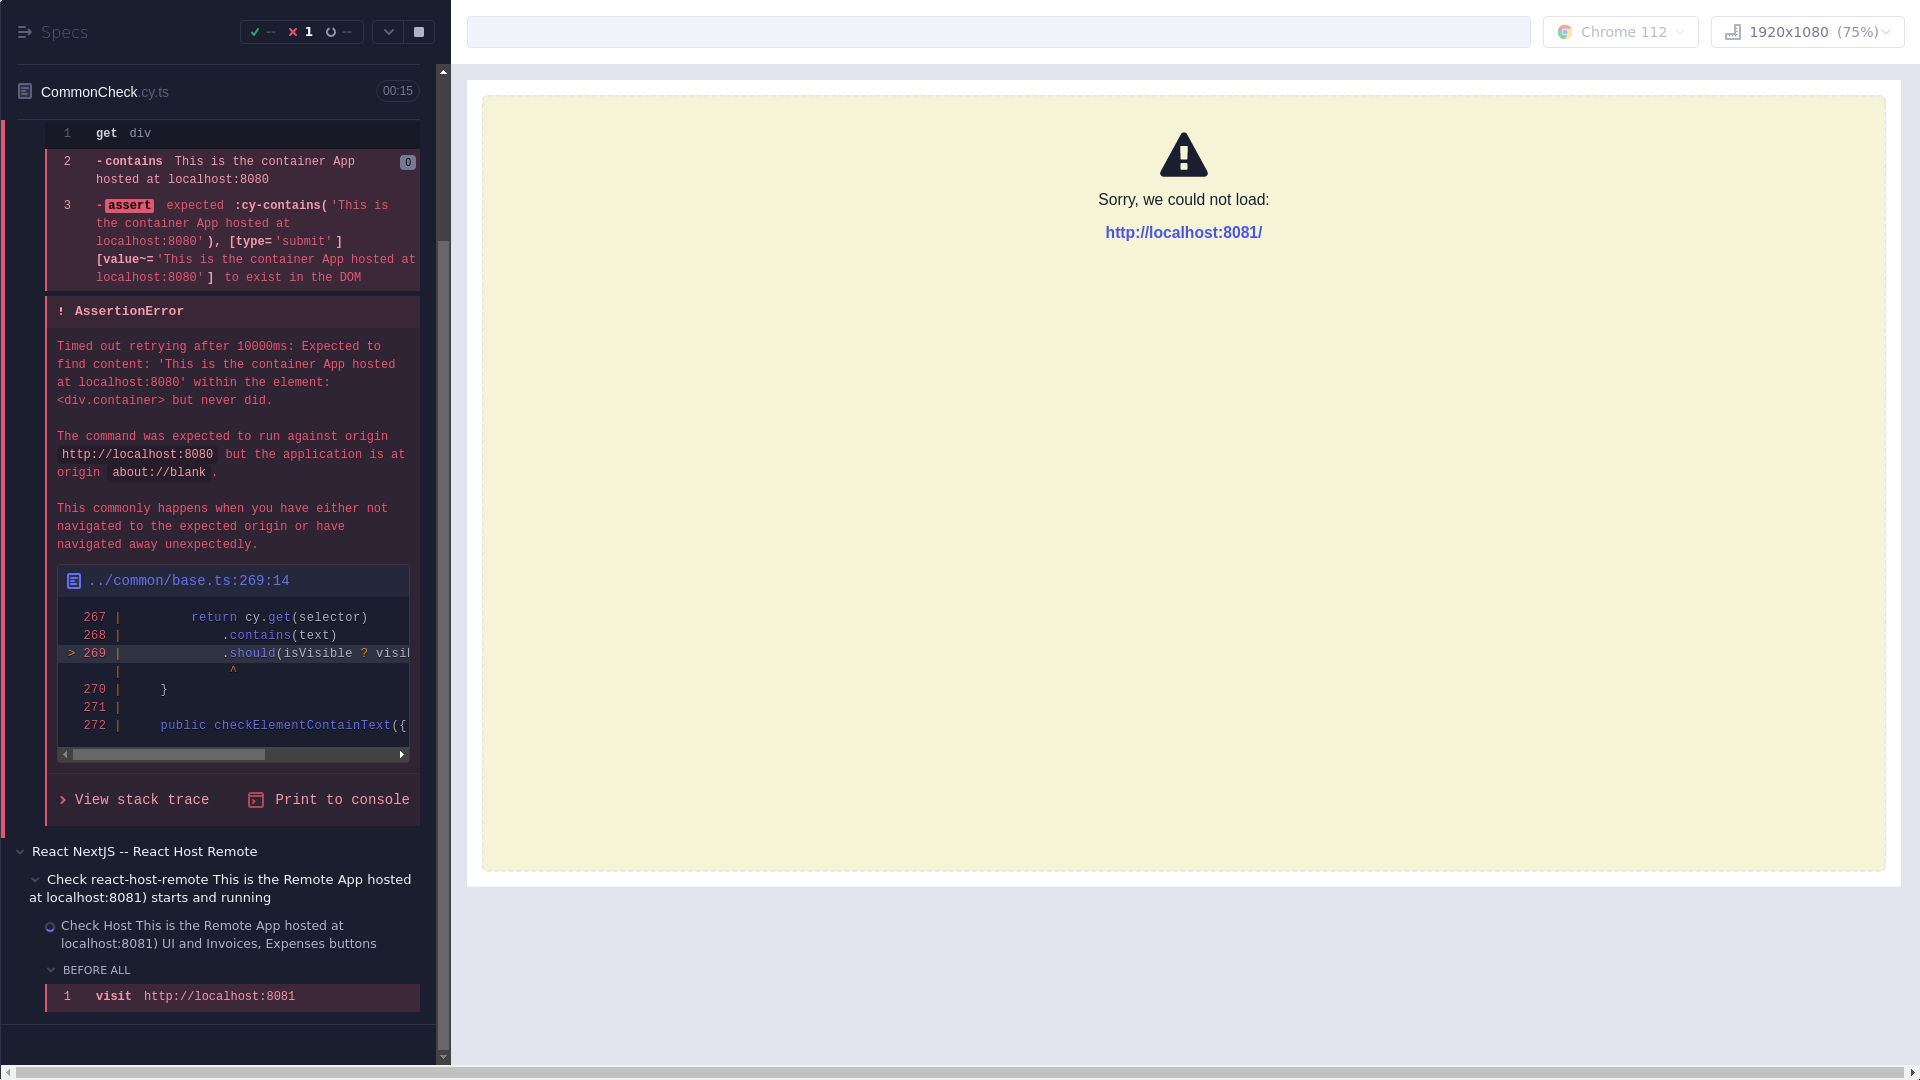 Specs
-- 1 --
Chrome 112
1920x1080 (75%)
CommonCheck.cy.ts 00:15
1 get div
2 -contains This is the container App 0
hosted at localhost:8080
3 -assert expected :cy-contains('This is
the container App hosted at
localhost:8080'), [type='submit']
[value~='This is the container App hosted at
localhost:8080'] to exist in the DOM
! AssertionError
Timed out retrying after 10000ms: Expected to
find content: 'This is the container App hosted
at localhost:8080' within the element:
<div.container> but never did.
The command was expected to run against origin
http://localhost:8080 but the application is at
origin about://blank.
This commonly happens when you have either not
navigated to the expected origin or have
navigated away unexpectedly.
../common/base.ts:269:14
267 | return cy.get(selector)
268 | .contains(text)
> 269 | .should(isVisible ? visi
| ^
270 | }
271 |
272 | public checkElementContainText({
View stack trace Print to console
React NextJS -- React Host Remote
Check react-host-remote This is the Remote App hosted
at localhost:8081) starts and running
Check Host This is the Remote App hosted at
localhost:8081) UI and Invoices, Expenses buttons
BEFORE ALL
1 visit http://localhost:8081
Sorry, we could not load:
http://localhost:8081/